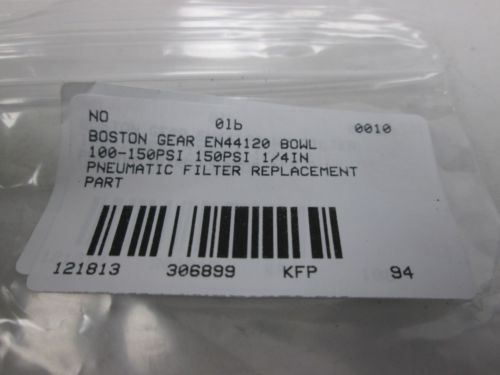 NO 01b 0010
BOSTON GEAR EN44120 BOWL
100-150PSI 150PSI 1/4IN
PNEUMATIC FILTER REPLACEMENT
PART
121813 306899 KFP 94